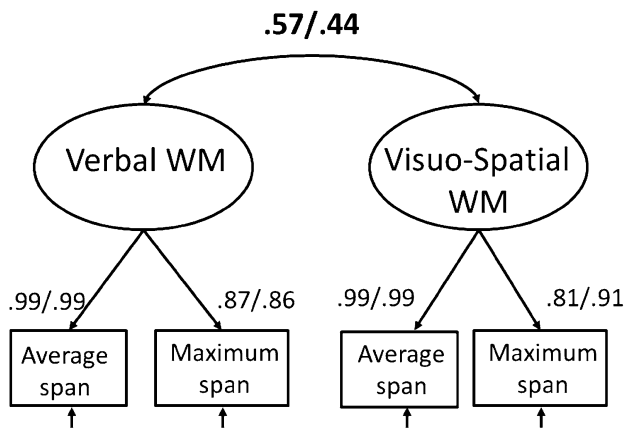 .57/.44
Verbal WM
Visuo-Spatial
WM
.99/.99
.87/.86
.99/.99
.81/.91
Average
span
Maximum
span
Average
span
Maximum
span